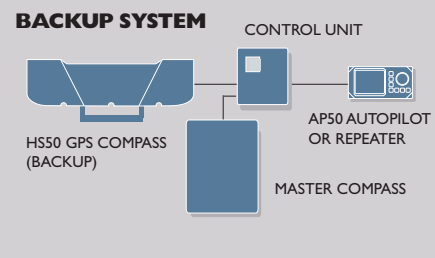 BACKUP SYSTEM
CONTROL UNIT
AP50 AUTOPILOT
OR REPEATER
HS50 GPS COMPASS
(BACKUP)
MASTER COMPASS